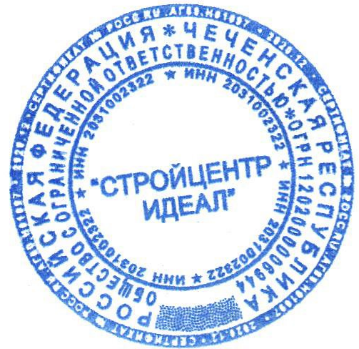 РОССИЙСКАЯ ФЕДЕРАЦИЯ * ЧЕЧЕНСКАЯ РЕСПУБЛИКА
ОБЩЕСТВО С ОГРАНИЧЕННОЙ ОТВЕТСТВЕННОСТЬЮ * ОГРН 1202000006944
★ ИНН 2031002322 ★ ИНН 2031002322 ★ ИНН 2031002322 ★ ИНН 2031002322
"СТРОЙЦЕНТР
ИДЕАЛ"